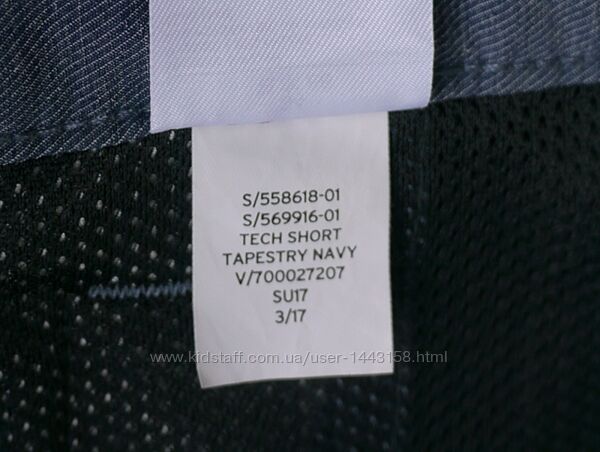 S/558618-01
S/569916-01
TECH SHORT
TAPESTRY NAVY
V/700027207
SU17
3/17
www.kidstaff.com.ua/user-1443158.html